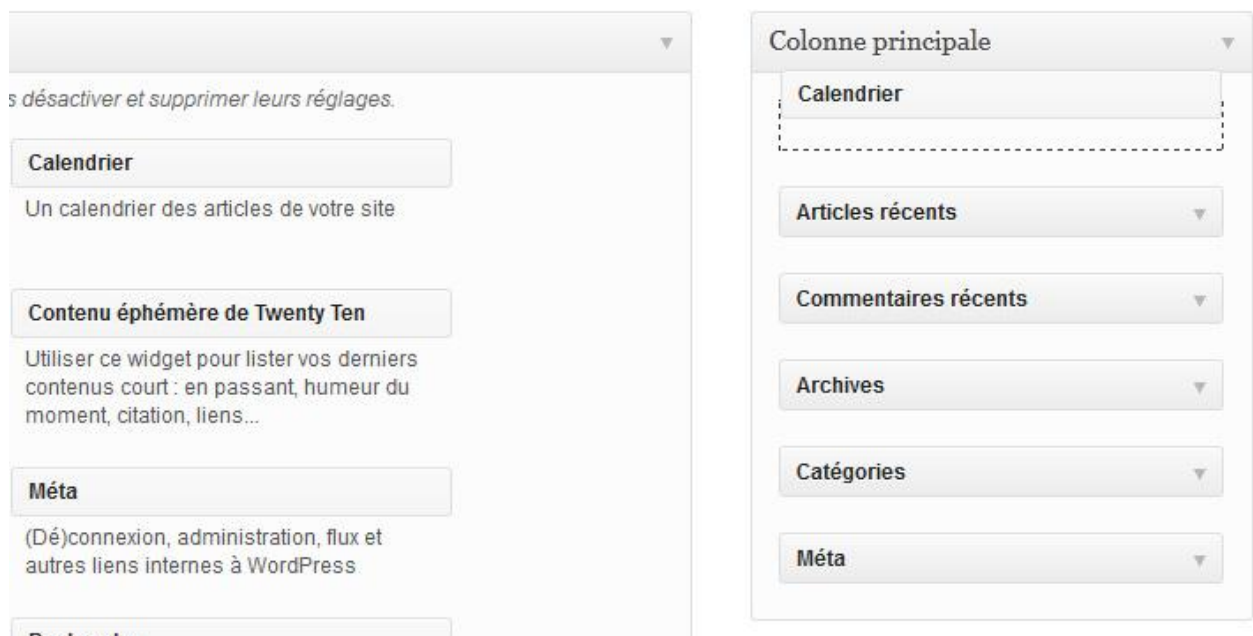 s désactiver et supprimer leurs réglages.
Calendrier
Un calendrier des articles de votre site
Contenu éphémère de Twenty Ten
Utiliser ce widget pour lister vos derniers
contenus court : en passant, humeur du
moment, citation, liens...
Méta
(Dé)connexion, administration, flux et
autres liens internes à WordPress
Colonne principale
Calendrier
Articles récents
Commentaires récents
Archives
Catégories
Méta